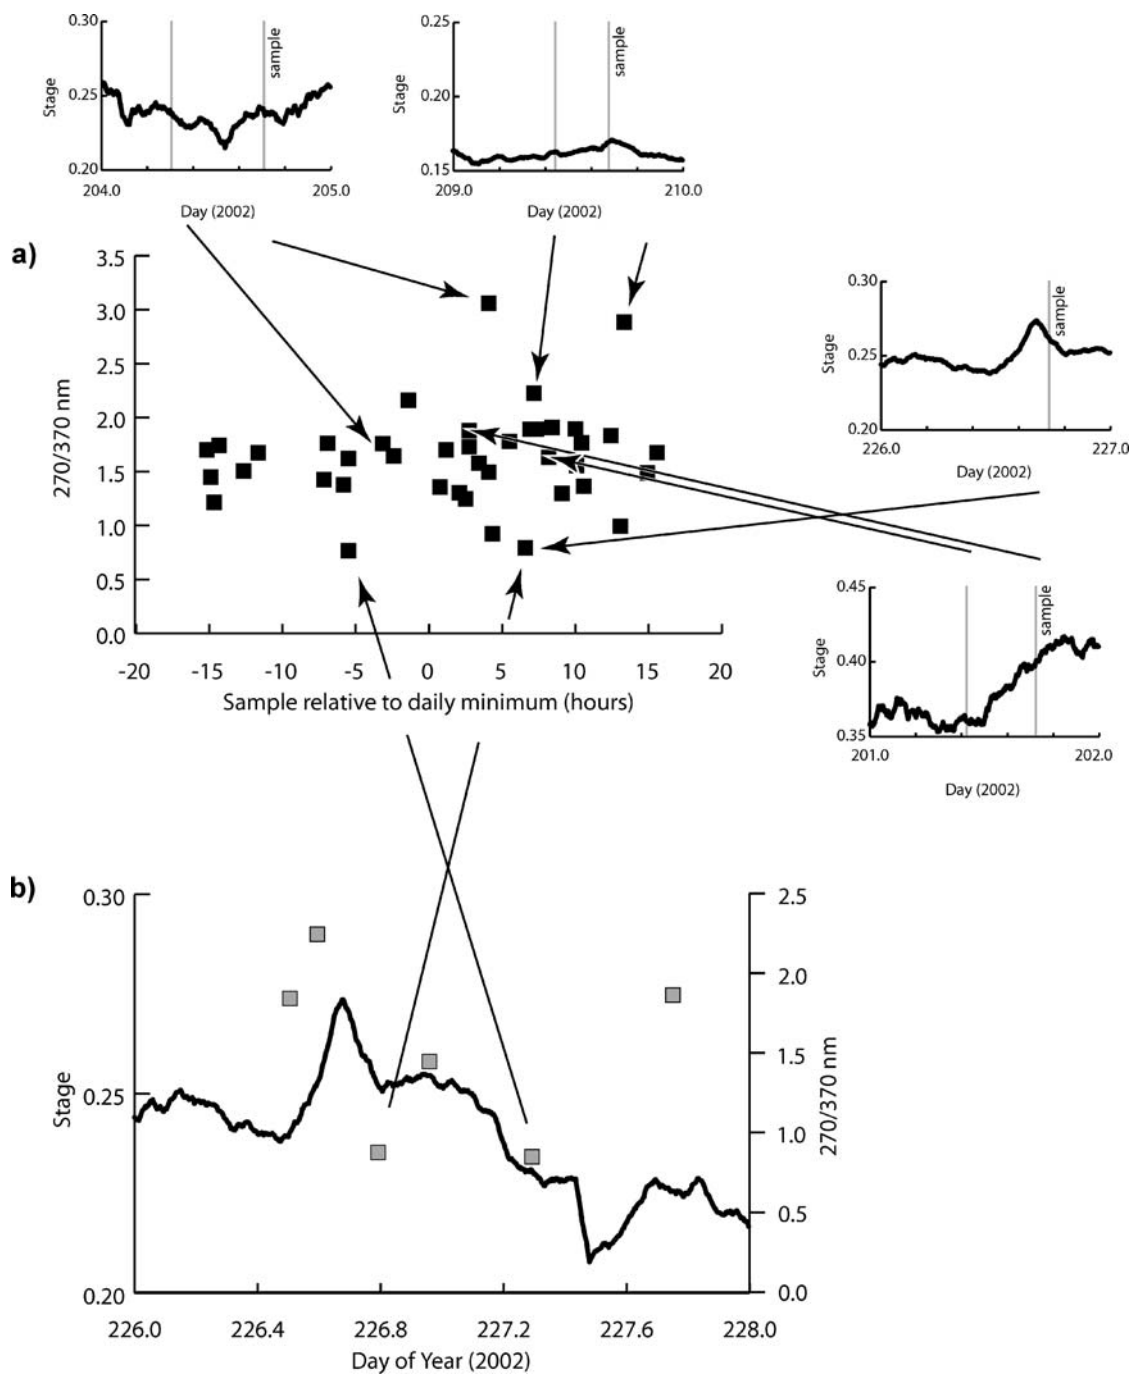 0.30
0.25
0.20
Stage
sample
204.0
205.0
Day (2002)
0.25
0.20
0.15
Stage
sample
209.0
210.0
Day (2002)
a)
3.5
3.0
2.5
2.0
1.5
1.0
0.5
0.0
270/370 nm
-20
-15
-10
-5
0
5
10
15
20
Sample relative to daily minimum (hours)
0.30
0.25
0.20
Stage
sample
226.0
227.0
Day (2002)
0.45
0.40
0.35
Stage
sample
201.0
202.0
Day (2002)
b)
0.30
0.25
0.20
Stage
2.5
2.0
1.5
1.0
0.5
0.0
270/370 nm
226.0
226.4
226.8
227.2
227.6
228.0
Day of Year (2002)